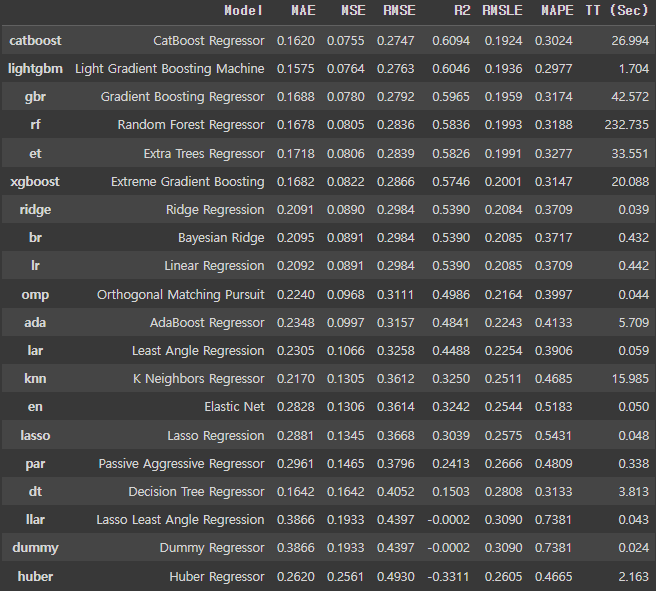 Model MAE MSE RMSE R2 RMSLE MAPE TT (Sec)
catboost CatBoost Regressor 0.1620 0.0755 0.2747 0.6094 0.1924 0.3024 26.994
lightgbm Light Gradient Boosting Machine 0.1575 0.0764 0.2763 0.6046 0.1936 0.2977 1.704
gbr Gradient Boosting Regressor 0.1688 0.0780 0.2792 0.5965 0.1959 0.3174 42.572
rf Random Forest Regressor 0.1678 0.0805 0.2836 0.5836 0.1993 0.3188 232.735
et Extra Trees Regressor 0.1718 0.0806 0.2839 0.5826 0.1991 0.3277 33.551
xgboost Extreme Gradient Boosting 0.1682 0.0822 0.2866 0.5746 0.2001 0.3147 20.088
ridge Ridge Regression 0.2091 0.0890 0.2984 0.5390 0.2084 0.3709 0.039
br Bayesian Ridge 0.2095 0.0891 0.2984 0.5390 0.2085 0.3717 0.432
lr Linear Regression 0.2092 0.0891 0.2984 0.5390 0.2085 0.3709 0.442
omp Orthogonal Matching Pursuit 0.2240 0.0968 0.3111 0.4986 0.2164 0.3997 0.044
ada AdaBoost Regressor 0.2348 0.0997 0.3157 0.4841 0.2243 0.4133 5.709
lar Least Angle Regression 0.2305 0.1066 0.3258 0.4488 0.2254 0.3906 0.059
knn K Neighbors Regressor 0.2170 0.1305 0.3612 0.3250 0.2511 0.4685 15.985
en Elastic Net 0.2828 0.1306 0.3614 0.3242 0.2544 0.5183 0.050
lasso Lasso Regression 0.2881 0.1345 0.3668 0.3039 0.2575 0.5431 0.048
par Passive Aggressive Regressor 0.2961 0.1465 0.3796 0.2413 0.2666 0.4809 0.338
dt Decision Tree Regressor 0.1642 0.1642 0.4052 0.1503 0.2808 0.3133 3.813
llar Lasso Least Angle Regression 0.3866 0.1933 0.4397 -0.0002 0.3090 0.7381 0.043
dummy Dummy Regressor 0.3866 0.1933 0.4397 -0.0002 0.3090 0.7381 0.024
huber Huber Regressor 0.2620 0.2561 0.4930 -0.3311 0.2605 0.4665 2.163